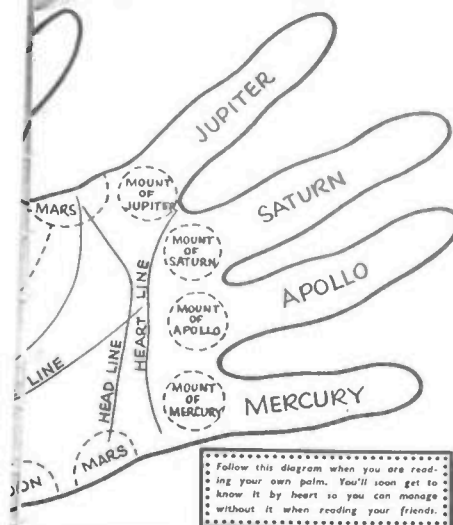 JUPITER
MOUNT
OF
JUPITER
MARS
SATURN
MOUNT
OF
SATURN
APOLLO
MOUNT
OF
APOLLO
HEART LINE
HEAD LINE
LINE
MOUNT
OF
MERCURY
MERCURY
MARS
Follow this diagram when you are read-
ing your own palm. You'll soon get to
know it by heart so you can manage
without it when reading your friends.